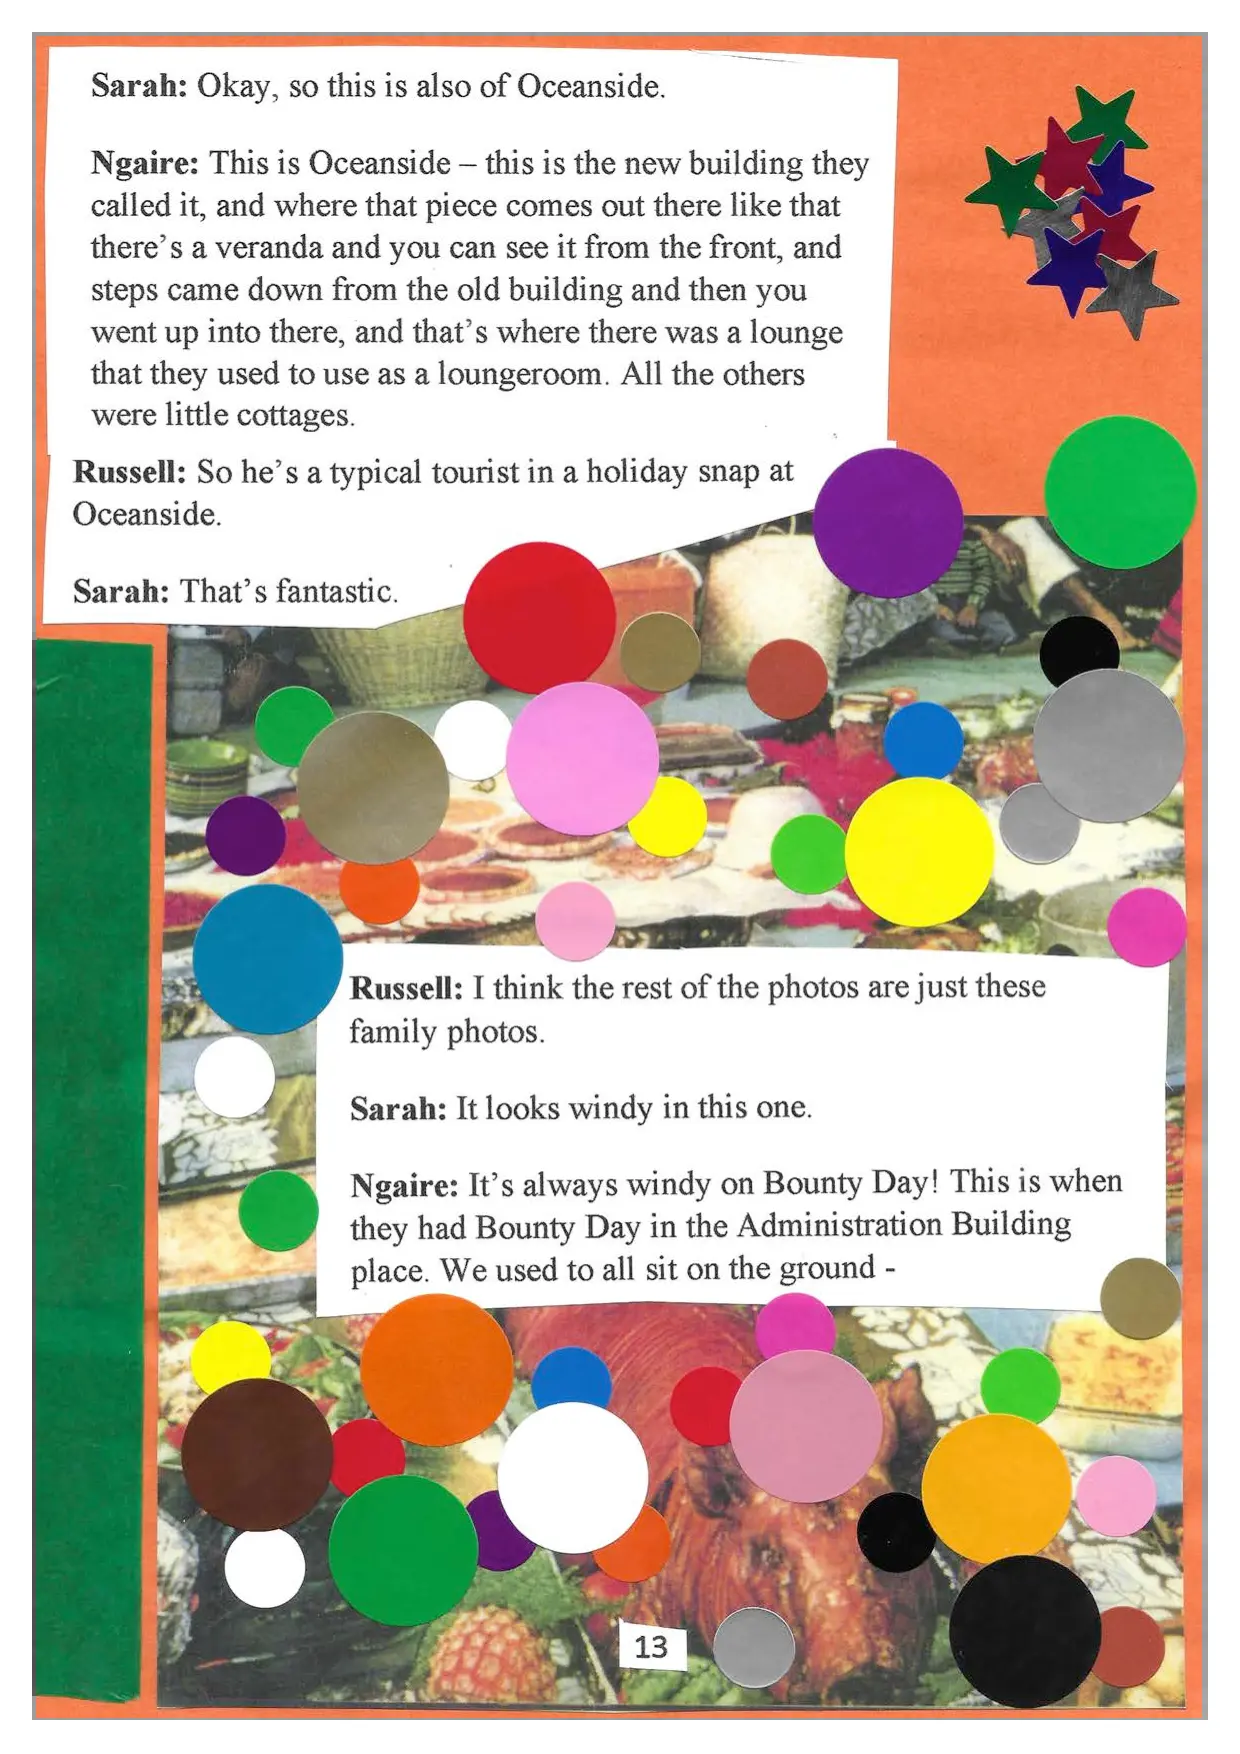 Sarah: Okay, so this is also of Oceanside.
Ngaire: This is Oceanside – this is the new building they
called it, and where that piece comes out there like that
there's a veranda and you can see it from the front, and
steps came down from the old building and then you
went up into there, and that's where there was a lounge
that they used to use as a loungeroom. All the others
were little cottages.
Russell: So he's a typical tourist in a holiday snap at
Oceanside.
Sarah: That's fantastic.
Russell: I think the rest of the photos are just these
family photos.
Sarah: It looks windy in this one.
Ngaire: It's always windy on Bounty Day! This is when
they had Bounty Day in the Administration Building
place. We used to all sit on the ground -
13